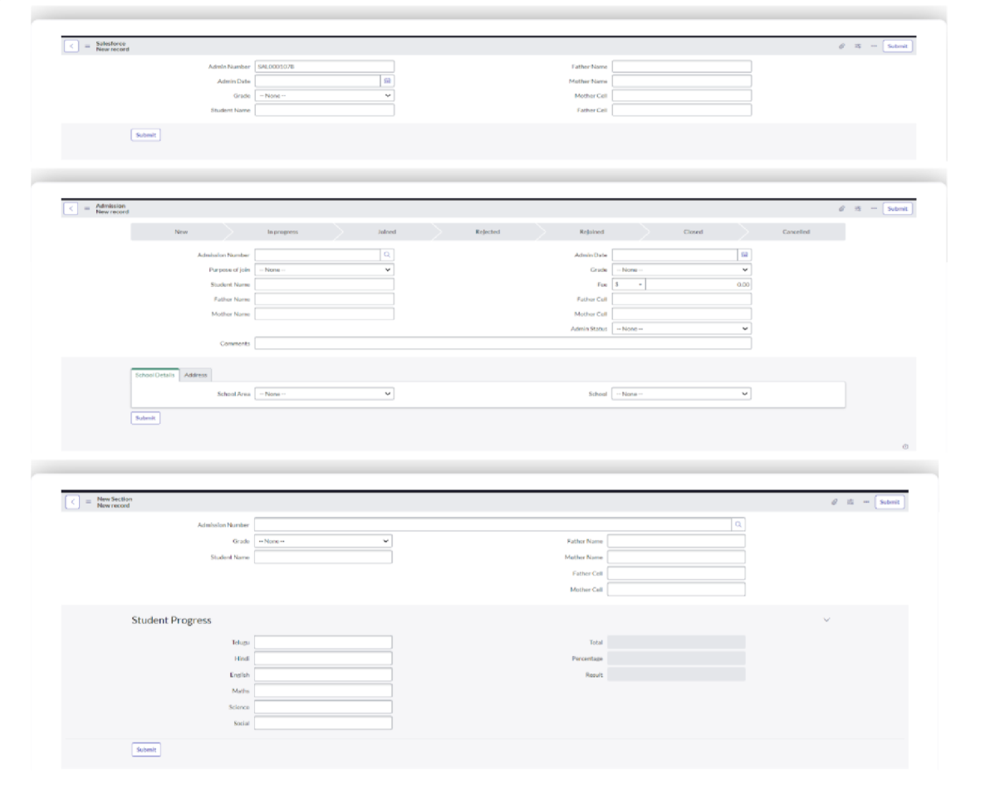 Salesforce
New record
Submit
Admin Number SAL0001078
Father Name
Admin Date
Mother Name
Grade -- None --
Mother Cell
Student Name
Father Cell
Submit
Admission
New record
Submit
New In progress Joined Rejected Rejoined Closed Cancelled
Admission Number
Admin Date
Purpose of join -- None --
Grade -- None --
Student Name
Fee $ 0.00
Father Name
Father Cell
Mother Name
Mother Cell
Admin Status -- None --
Comments
School Details Address
School Area -- None --
School -- None --
Submit
New Section
New record
Submit
Admission Number
Grade -- None --
Father Name
Student Name
Mother Name
Father Cell
Mother Cell
Student Progress
Telugu
Total
Hindi
Percentage
English
Result
Maths
Science
Social
Submit